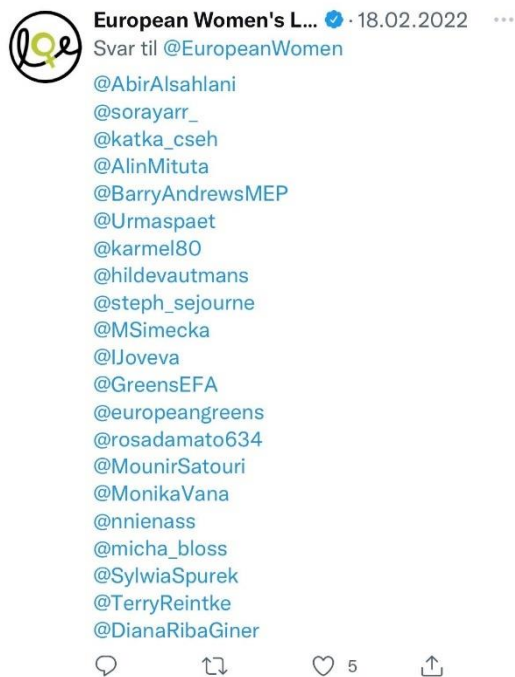 European Women's L... · 18.02.2022
Svar til @EuropeanWomen
@AbirAlsahlani
@sorayarr_
@katka_cseh
@AlinMituta
@BarryAndrewsMEP
@Urmaspaet
@karmel80
@hildevautmans
@steph_sejourne
@MSimecka
@IJoveva
@GreensEFA
@europeangreens
@rosadamato634
@MounirSatouri
@MonikaVana
@nnienass
@micha_bloss
@SylwiaSpurek
@TerryReintke
@DianaRibaGiner
5